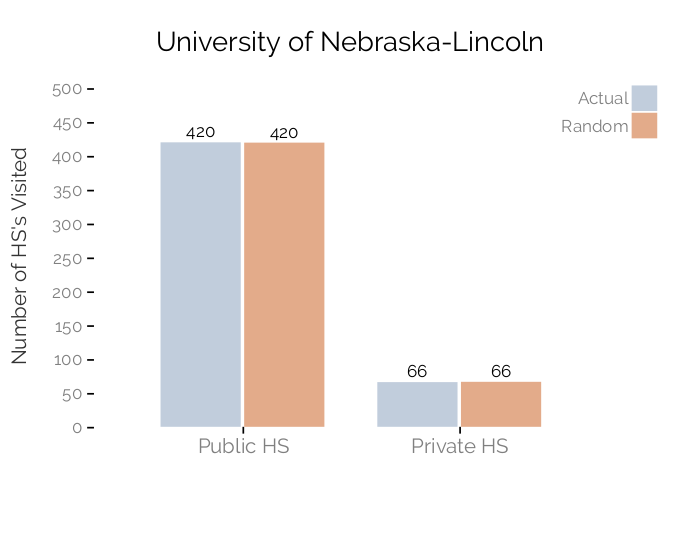 University of Nebraska-Lincoln
Number of HS's Visited
500
450
400
350
300
250
200
150
100
50
0
Actual
Random
420
420
66
66
Public HS
Private HS